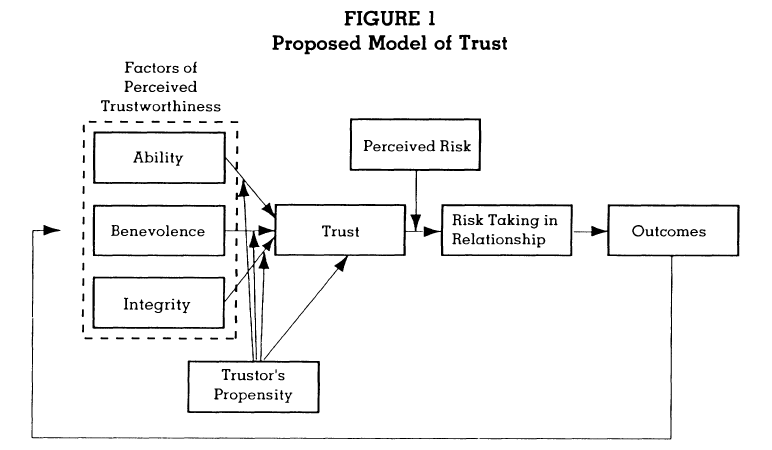 FIGURE 1
Proposed Model of Trust
Factors of
Perceived
Trustworthiness
Ability
Benevolence
Integrity
Trustor's
Propensity
Trust
Perceived Risk
Risk Taking in
Relationship
Outcomes